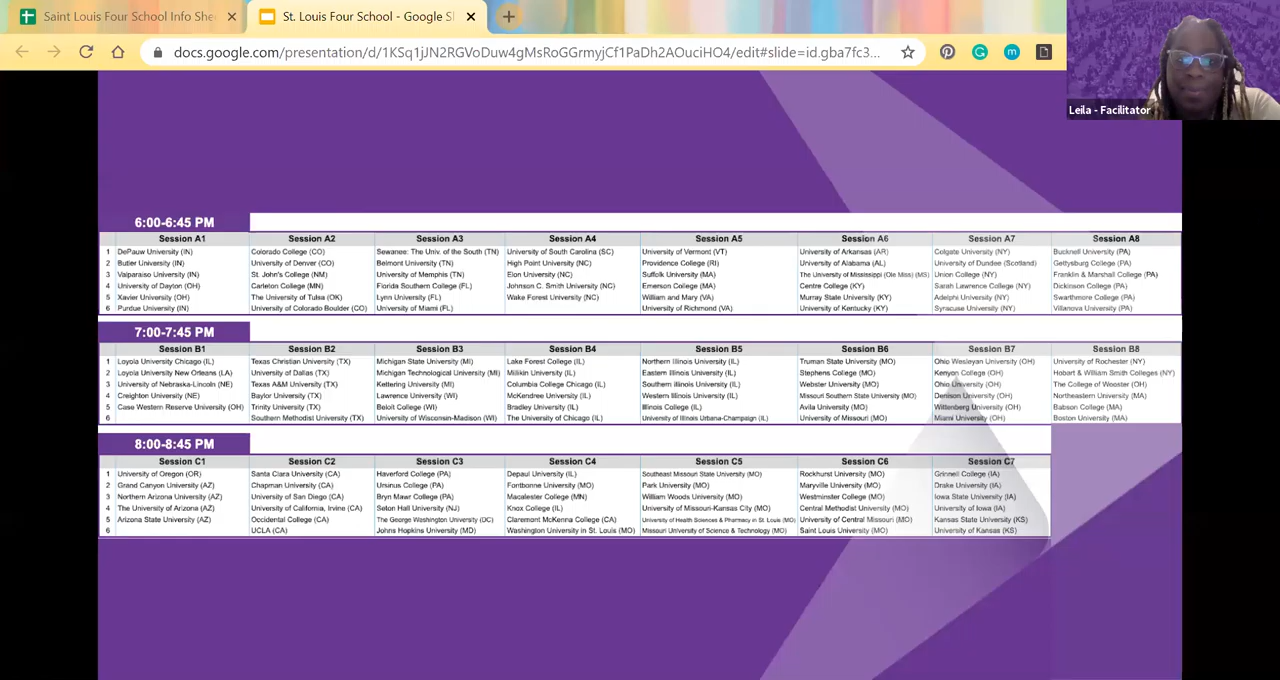 Saint Louis Four School Info She
St. Louis Four School - Google Sl
docs.google.com/presentation/d/1KSq1jJN2RGVoDuw4gMsRoGGrmyjCf1PaDh2AOuciHO4/edit#slide=id.gba7fc3...
Leila - Facilitator
6:00-6:45 PM
Session A1 Session A2 Session A3 Session A4 Session A5 Session A6 Session A7 Session A8
1 DePauw University (IN) Colorado College (CO) Sewanee: The Univ. of the South (TN) University of South Carolina (SC) University of Vermont (VT) University of Arkansas (AR) Colgate University (NY) Bucknell University (PA)
2 Butler University (IN) University of Denver (CO) Belmont University (TN) High Point University (NC) Providence College (RI) University of Alabama (AL) University of Dundee (Scotland) Gettysburg College (PA)
3 Valparaiso University (IN) St. John's College (NM) University of Memphis (TN) Elon University (NC) Suffolk University (MA) The University of Mississippi (Ole Miss) (MS) Union College (NY) Franklin & Marshall College (PA)
4 University of Dayton (OH) Carleton College (MN) Florida Southern College (FL) Johnson C. Smith University (NC) Emerson College (MA) Centre College (KY) Sarah Lawrence College (NY) Dickinson College (PA)
5 Xavier University (OH) The University of Tulsa (OK) Lynn University (FL) Wake Forest University (NC) William and Mary (VA) Murray State University (KY) Adelphi University (NY) Swarthmore College (PA)
6 Purdue University (IN) University of Colorado Boulder (CO) University of Miami (FL) University of Richmond (VA) University of Kentucky (KY) Syracuse University (NY) Villanova University (PA)
7:00-7:45 PM
Session B1 Session B2 Session B3 Session B4 Session B5 Session B6 Session B7 Session B8
1 Loyola University Chicago (IL) Texas Christian University (TX) Michigan State University (MI) Lake Forest College (IL) Northern Illinois University (IL) Truman State University (MO) Ohio Wesleyan University (OH) University of Rochester (NY)
2 Loyola University New Orleans (LA) University of Dallas (TX) Michigan Technological University (MI) Milikin University (IL) Eastern Illinois University (IL) Stephens College (MO) Kenyon College (OH) Hobart & William Smith Colleges (NY)
3 University of Nebraska-Lincoln (NE) Texas A&M University (TX) Kettering University (MI) Columbia College Chicago (IL) Southern illinois University (IL) Webster University (MO) Ohio University (OH) The College of Wooster (OH)
4 Creighton University (NE) Baylor University (TX) Lawrence University (WI) McKendree University (IL) Western Illinois University (IL) Missouri Southern State University (MO) Denison University (OH) Northeastern University (MA)
5 Case Western Reserve University (OH) Trinity University (TX) Beloit College (WI) Bradley University (IL) Illinois College (IL) Avila University (MO) Wittenberg University (OH) Babson College (MA)
6 Southern Methodist University (TX) University of Wisconsin-Madison (WI) The University of Chicago (IL) University of Illinois Urbana-Champaign (IL) University of Missouri (MO) Miami University (OH) Boston University (MA)
8:00-8:45 PM
Session C1 Session C2 Session C3 Session C4 Session C5 Session C6 Session C7
1 University of Oregon (OR) Santa Clara University (CA) Haverford College (PA) Depaul University (IL) Southeast Missouri State University (MO) Rockhurst University (MO) Grinnell College (IA)
2 Grand Canyon University (AZ) Chapman University (CA) Ursinus College (PA) Fontbonne University (MO) Park University (MO) Maryville University (MO) Drake University (IA)
3 Northern Arizona University (AZ) University of San Diego (CA) Bryn Mawr College (PA) Macalester College (MN) William Woods University (MO) Westminster College (MO) Iowa State University (IA)
4 The University of Arizona (AZ) University of California, Irvine (CA) Seton Hall University (NJ) Knox College (IL) University of Missouri-Kansas City (MO) Central Methodist University (MO) University of Iowa (IA)
5 Arizona State University (AZ) Occidental College (CA) The George Washington University (DC) Claremont McKenna College (CA) University of Health Sciences & Pharmacy in St. Louis (MO) University of Central Missouri (MO) Kansas State University (KS)
6 UCLA (CA) Johns Hopkins University (MD) Washington University in St. Louis (MO) Missouri University of Science & Technology (MO) Saint Louis University (MO) University of Kansas (KS)